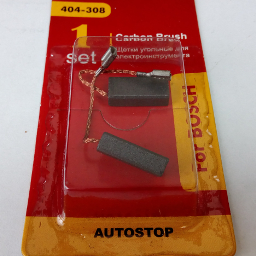 404-308
1 set
Carbon Brush
Щетки угольные для
электроинструмента
For BOSCH
AUTOSTOP